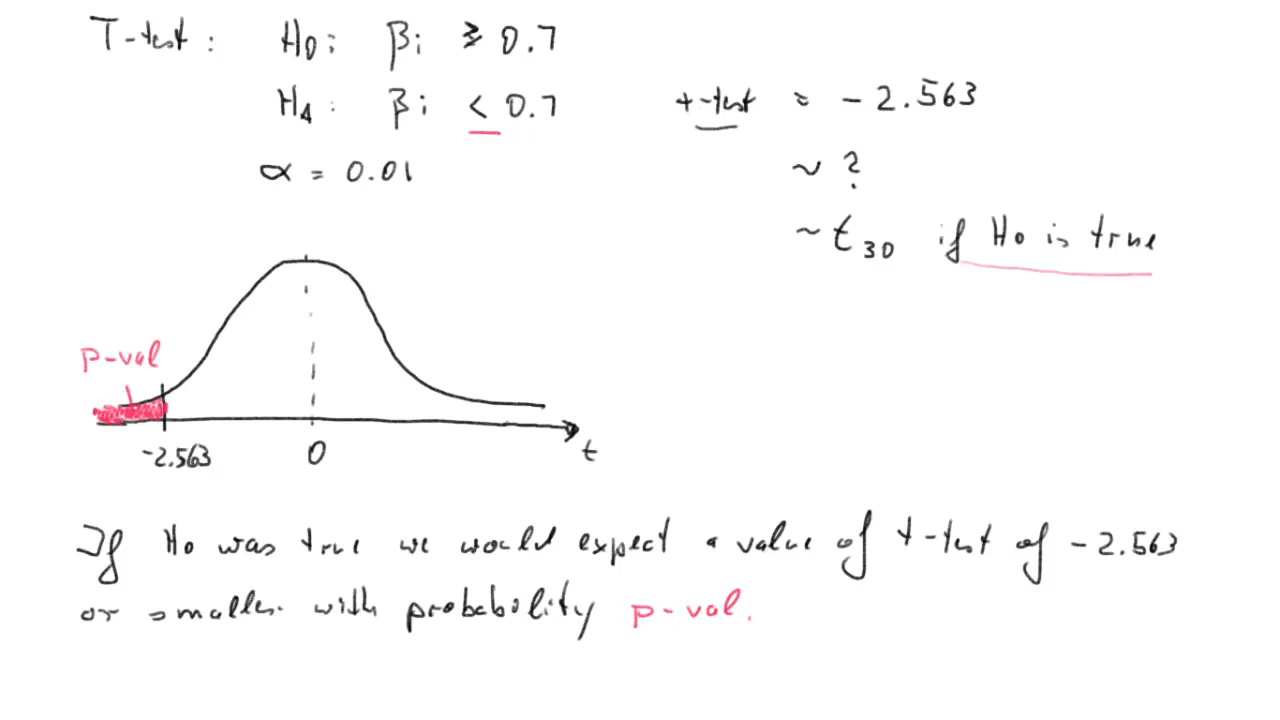 T-test : H0: βi ≥ 0.7
HA: βi < 0.7
α = 0.01
t-test = -2.563
~ ?
~ t30 if H0 is true
p-val
-2.563 0 t
If H0 was true we would expect a value of t-test of -2.563
or smaller with probability p-val.